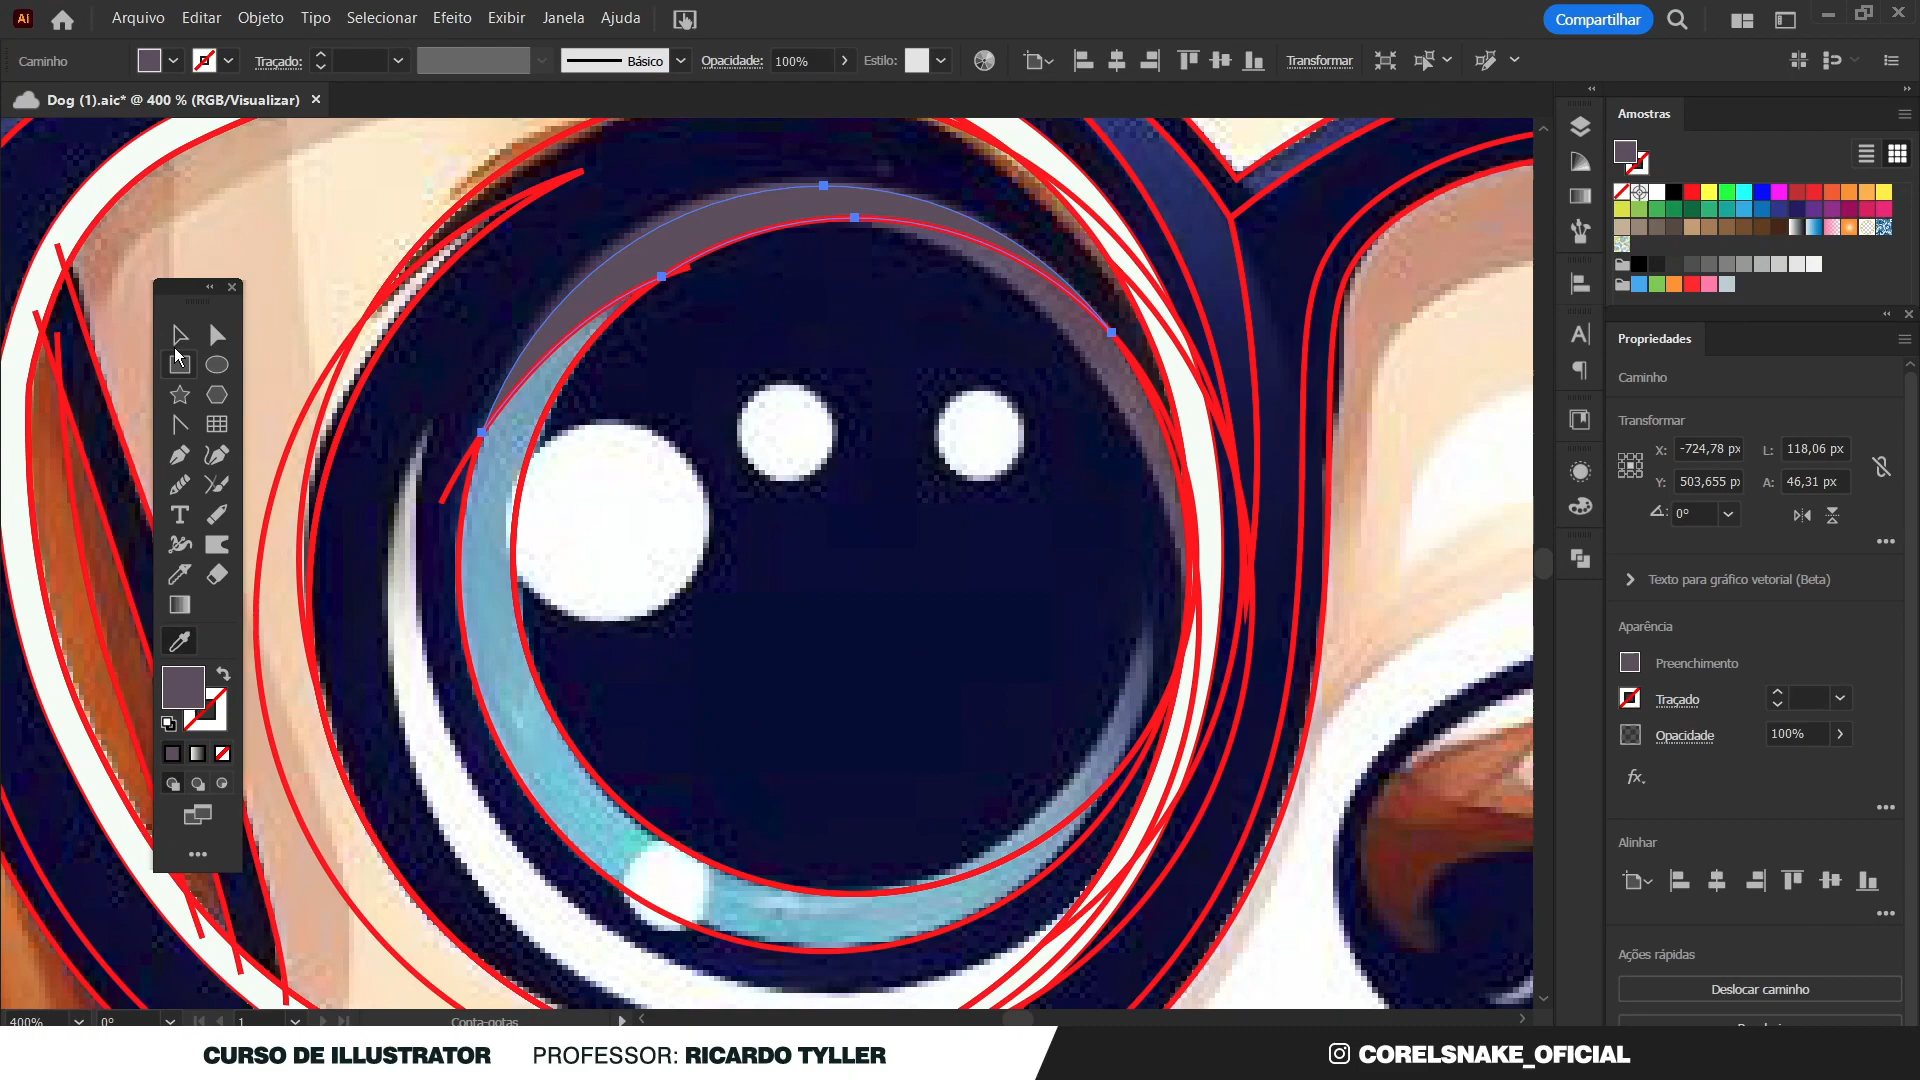 Ai Arquivo Editar Objeto Tipo Selecionar Efeito Exibir Janela Ajuda Compartilhar
Caminho Traçado: Básico Opacidade: 100% Estilo: Transformar
Dog (1).aic* @ 400 % (RGB/Visualizar) ×
Amostras
Propriedades
Caminho
Transformar
X: -724,78 px L: 118,06 px
Y: 503,655 px A: 46,31 px
0°
Texto para gráfico vetorial (Beta)
Aparência
Preenchimento
Traçado
Opacidade 100%
fx.
Alinhar
Ações rápidas
Deslocar caminho
400% 0° 1 Conta-gotas
CURSO DE ILLUSTRATOR PROFESSOR: RICARDO TYLLER
CORELSNAKE_OFICIAL